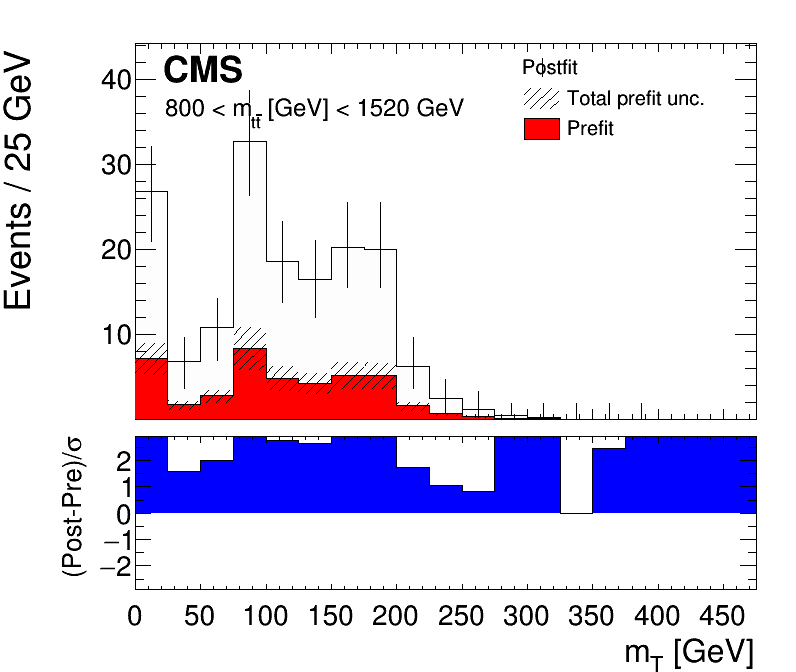 Events / 25 GeV
CMS
800 < m_tt̄ [GeV] < 1520 GeV
Postfit
Total prefit unc.
Prefit
40
30
20
10
(Post-Pre)/σ
2
1
0
−1
−2
0 50 100 150 200 250 300 350 400 450
m_T [GeV]